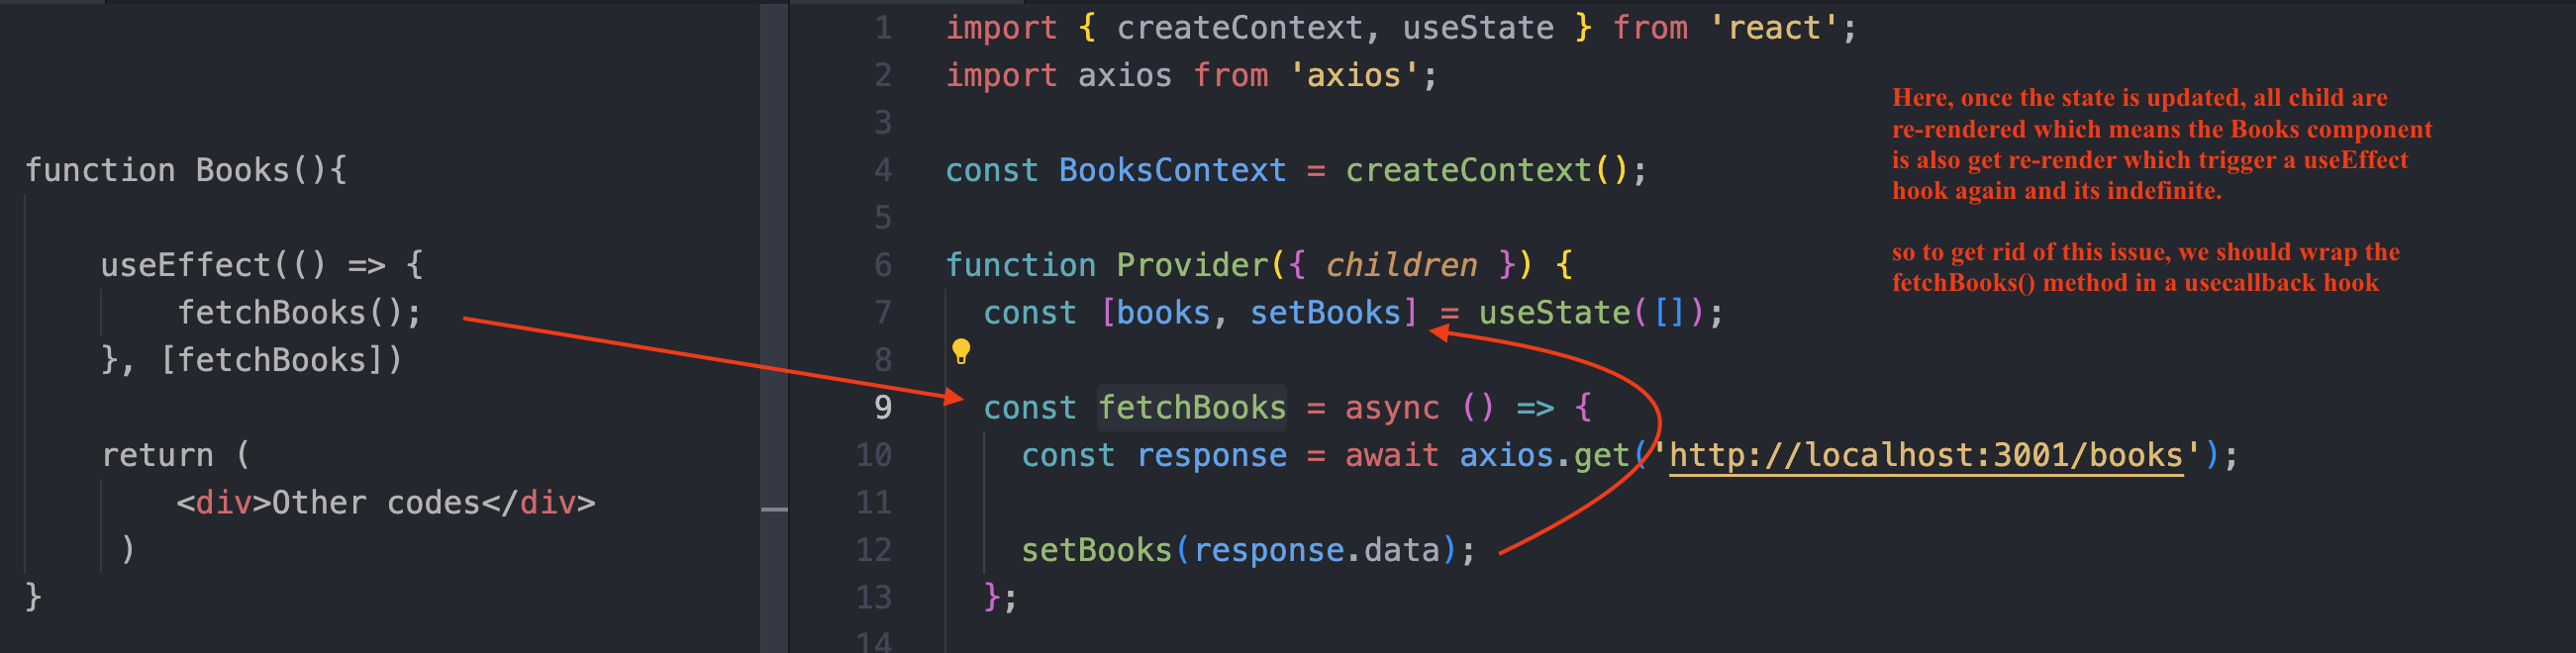 function Books(){
useEffect(() => {
fetchBooks();
}, [fetchBooks])
return (
<div>Other codes</div>
)
}
1 import { createContext, useState } from 'react';
2 import axios from 'axios';
3
4 const BooksContext = createContext();
5
6 function Provider({ children }) {
7 const [books, setBooks] = useState([]);
8
9 const fetchBooks = async () => {
10 const response = await axios.get('http://localhost:3001/books');
11
12 setBooks(response.data);
13 };
14
Here, once the state is updated, all child are
re-rendered which means the Books component
is also get re-render which trigger a useEffect
hook again and its indefinite.
so to get rid of this issue, we should wrap the
fetchBooks() method in a usecallback hook